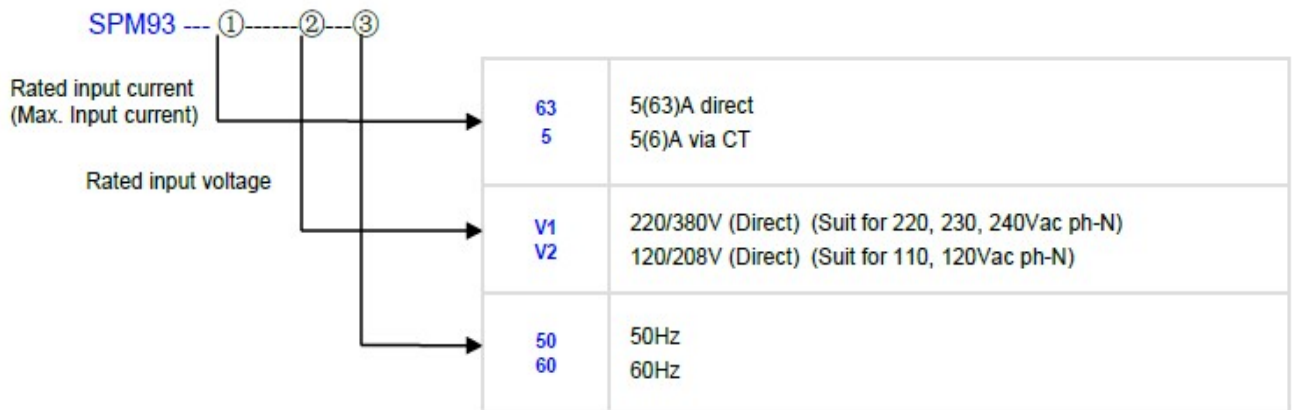 SPM93 --- ①------②---③
Rated input current
(Max. Input current)
Rated input voltage
63 5(63)A direct
5 5(6)A via CT
V1 220/380V (Direct) (Suit for 220, 230, 240Vac ph-N)
V2 120/208V (Direct) (Suit for 110, 120Vac ph-N)
50 50Hz
60 60Hz